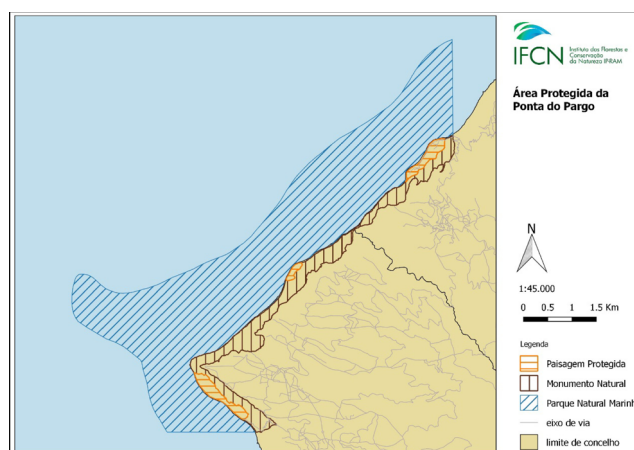 IFCN
Instituto das Florestas e
Conservação
da Natureza IP-RAM
Área Protegida da
Ponta do Pargo
N
1:45.000
0 0.5 1 1.5 Km
Legenda
Paisagem Protegida
Monumento Natural
Parque Natural Marinh
eixo de via
limite de concelho